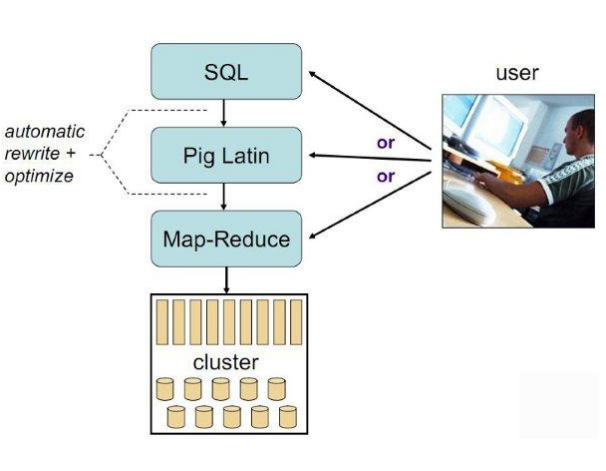 SQL
user
automatic
rewrite +
optimize
or
Pig Latin
or
Map-Reduce
cluster